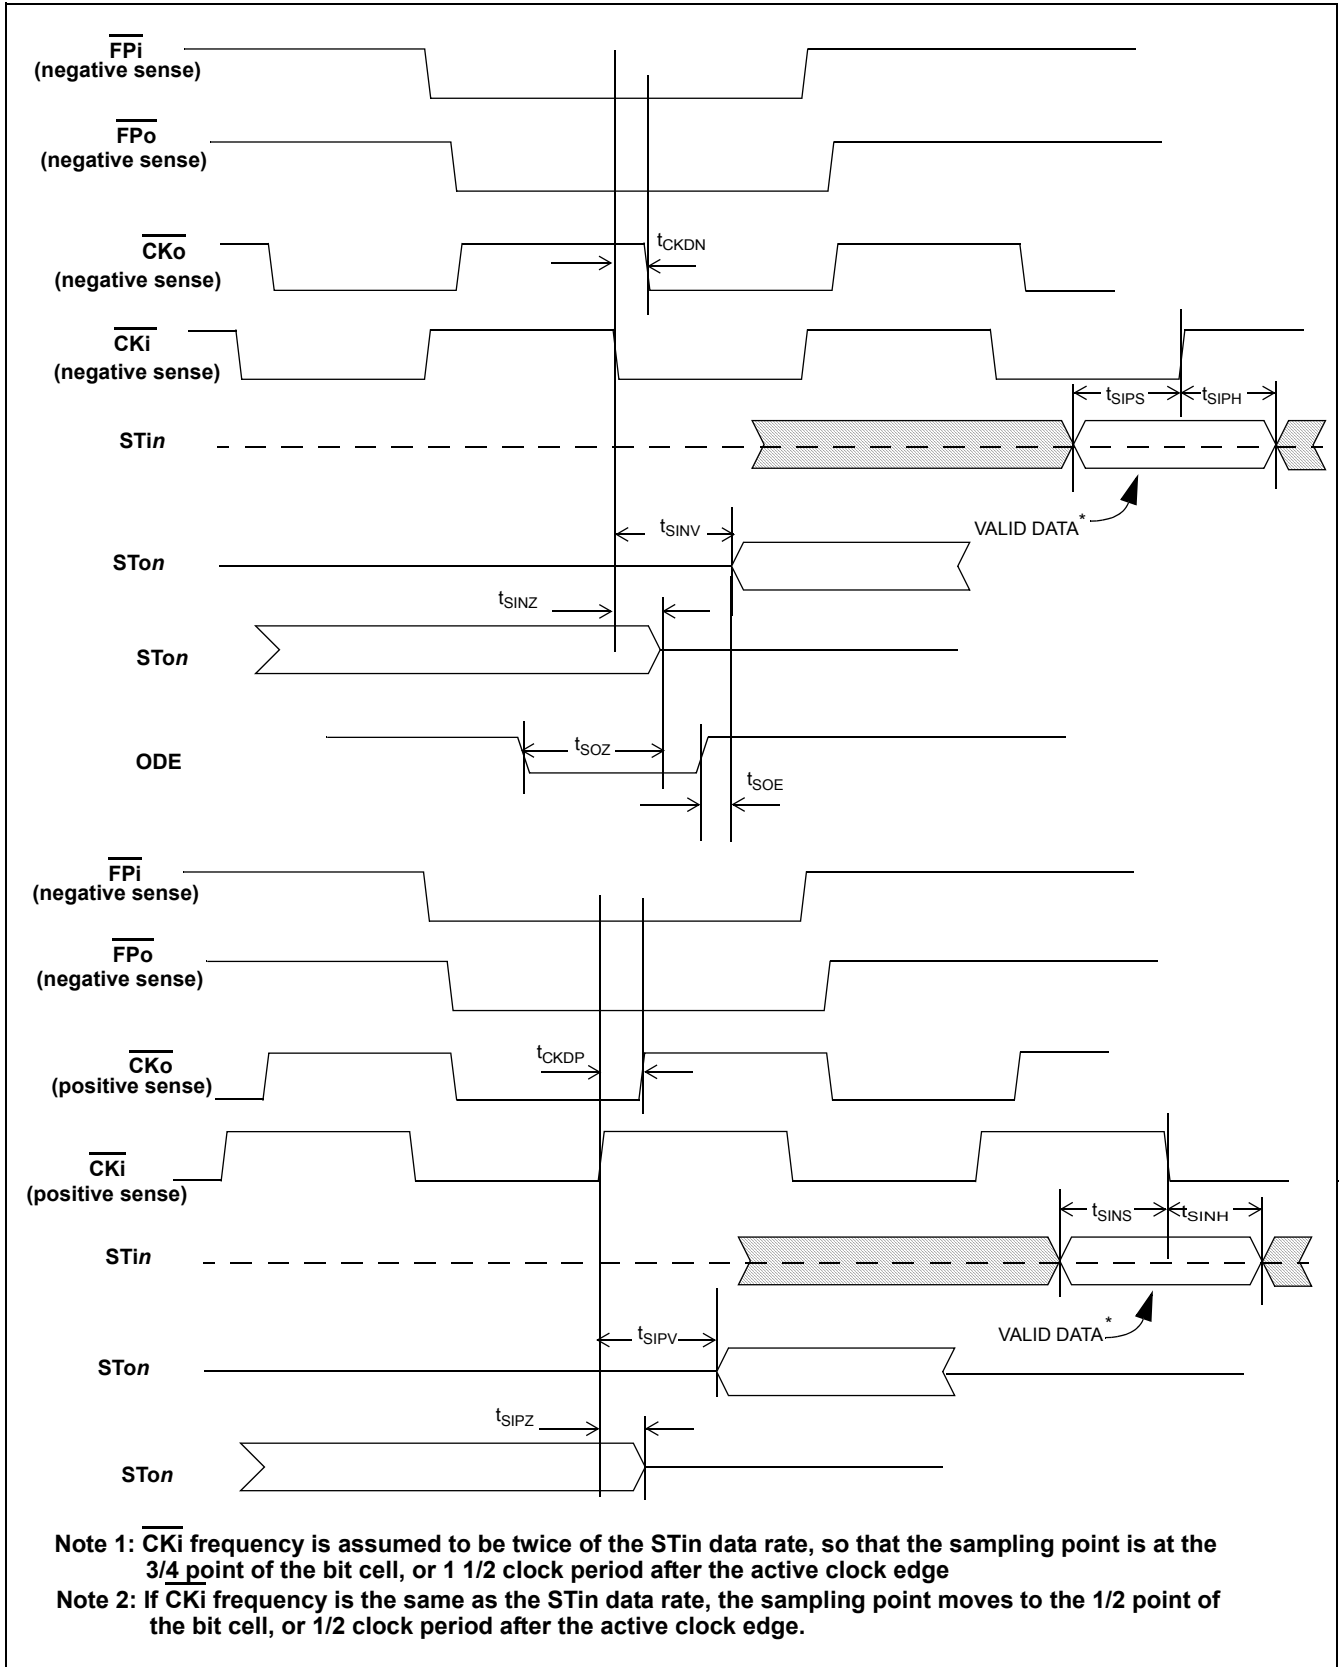 FPi
(negative sense)
FPo
(negative sense)
CKo
(negative sense)
tCKDN
CKi
(negative sense)
tSIPS
tSIPH
STin
VALID DATA*
tSINV
STon
tSINZ
STon
tSOZ
ODE
tSOE
FPi
(negative sense)
FPo
(negative sense)
CKo
(positive sense)
tCKDP
CKi
(positive sense)
tSINS
tSINH
STin
VALID DATA*
tSIPV
STon
tSIPZ
STon
Note 1: CKi frequency is assumed to be twice of the STin data rate, so that the sampling point is at the
3/4 point of the bit cell, or 1 1/2 clock period after the active clock edge
Note 2: If CKi frequency is the same as the STin data rate, the sampling point moves to the 1/2 point of
the bit cell, or 1/2 clock period after the active clock edge.